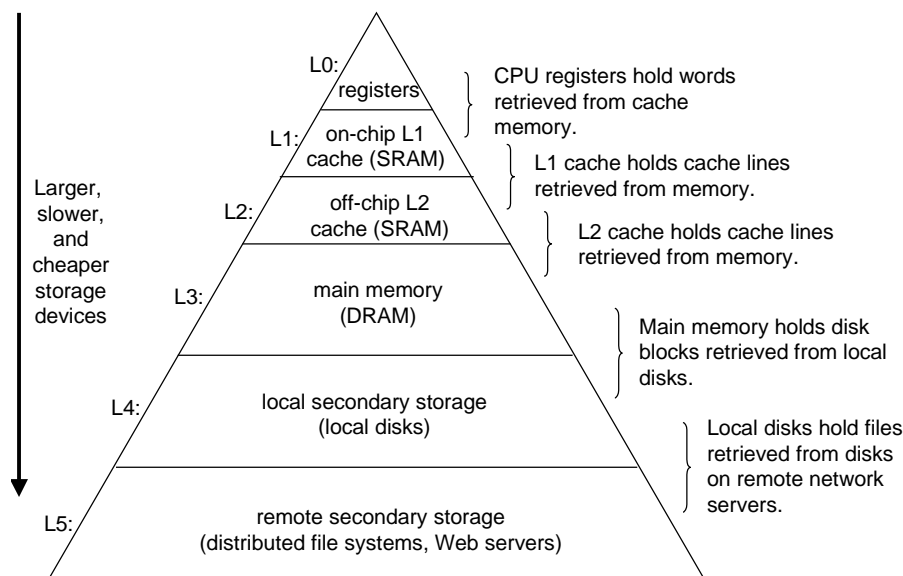 L0:
registers
CPU registers hold words
retrieved from cache
memory.
L1:
on-chip L1
cache (SRAM)
L1 cache holds cache lines
retrieved from memory.
Larger,
slower,
and
cheaper
storage
devices
L2:
off-chip L2
cache (SRAM)
L2 cache holds cache lines
retrieved from memory.
L3:
main memory
(DRAM)
Main memory holds disk
blocks retrieved from local
disks.
L4:
local secondary storage
(local disks)
Local disks hold files
retrieved from disks
on remote network
servers.
L5:
remote secondary storage
(distributed file systems, Web servers)